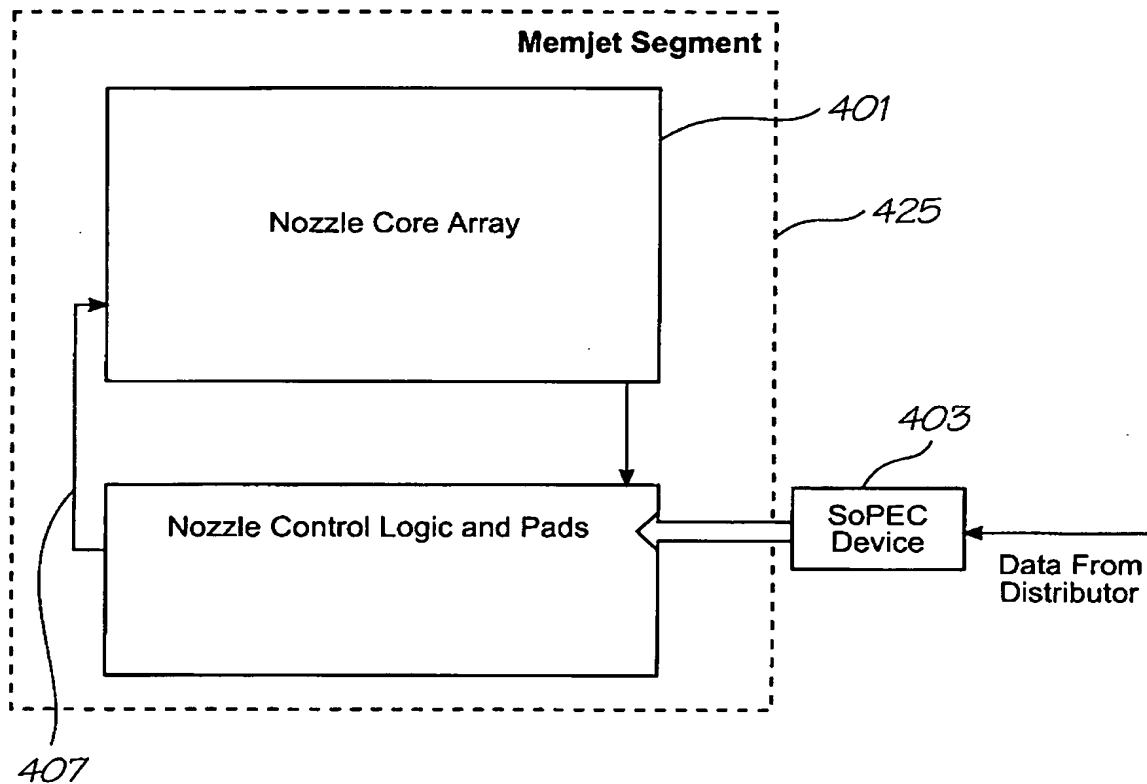 Memjet Segment
401
Nozzle Core Array
425
403
Nozzle Control Logic and Pads
SoPEC
Device
Data From
Distributor
407